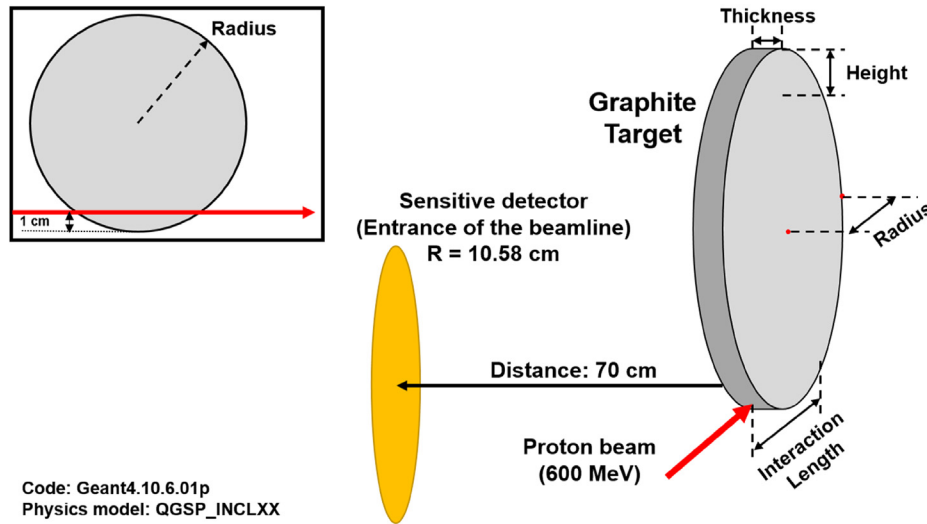 Radius
1 cm
Thickness
Height
Graphite
Target
Radius
Sensitive detector
(Entrance of the beamline)
R = 10.58 cm
Distance: 70 cm
Interaction
Length
Proton beam
(600 MeV)
Code: Geant4.10.6.01p
Physics model: QGSP_INCLXX